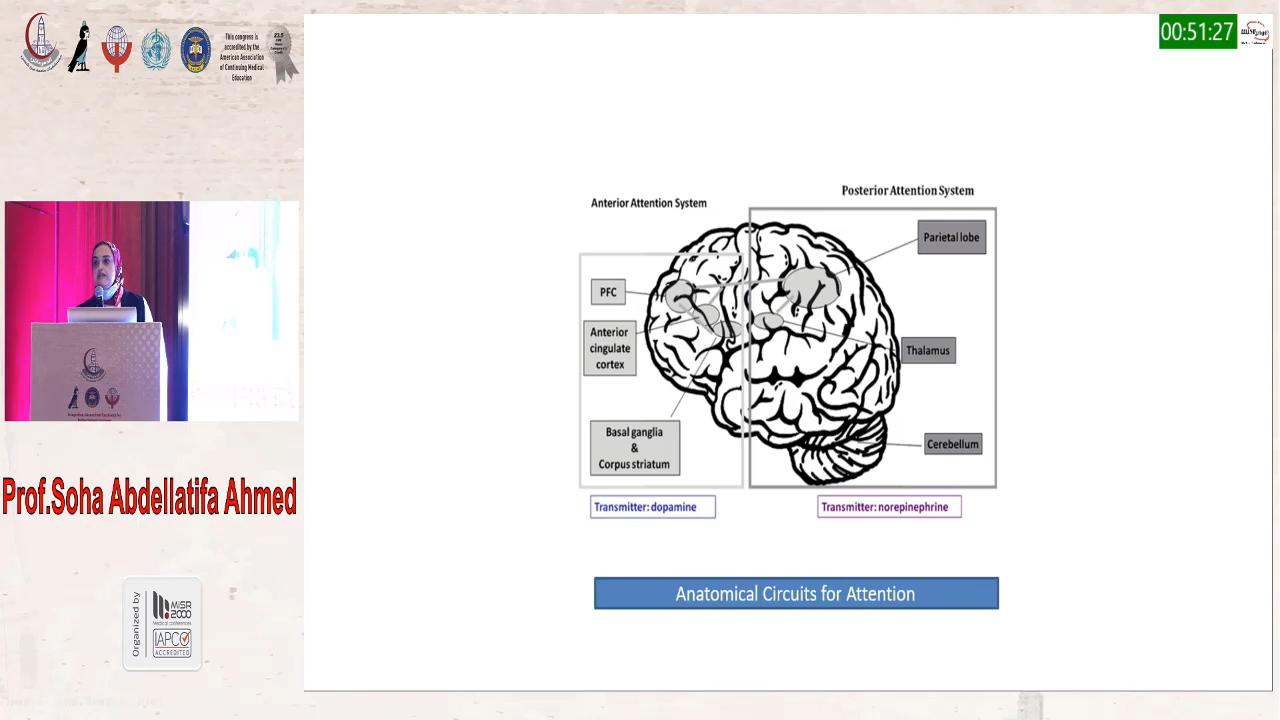 This congress is
accredited by the
American Association
of Continuing Medical
Education
00:51:27
Anterior Attention System
Posterior Attention System
PFC
Anterior
cingulate
cortex
Basal ganglia
&
Corpus striatum
Parietal lobe
Thalamus
Cerebellum
Transmitter: dopamine
Transmitter: norepinephrine
Anatomical Circuits for Attention
Prof.Soha Abdellatifa Ahmed
Organized by
MiSR
2000
Medical conferences
IAPCO
ACCREDITED